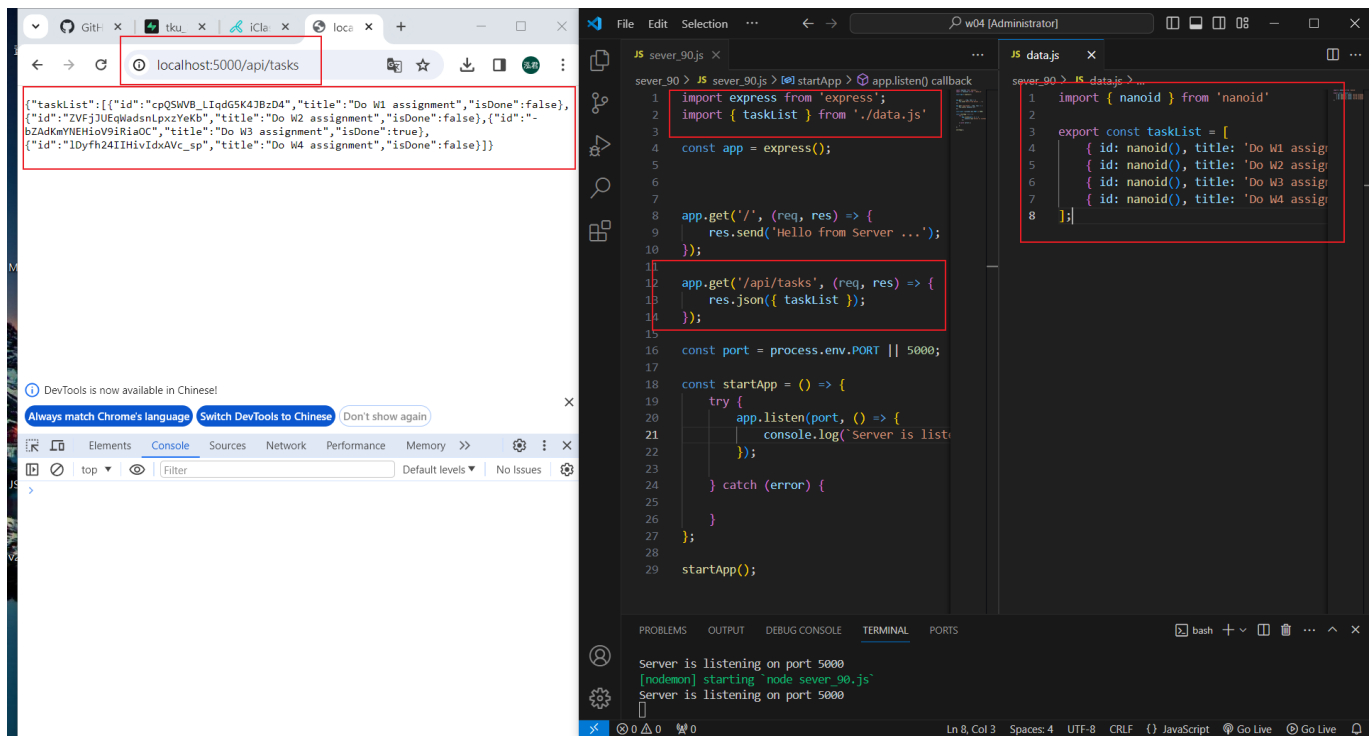 GitH
tku_
iCla
loca
localhost:5000/api/tasks
泓君
{"taskList":[{"id":"cpQSWVB_LIqdG5K4JBzD4","title":"Do W1 assignment","isDone":false},
{"id":"ZVFjJUEqWadsnLpxzYeKb","title":"Do W2 assignment","isDone":false},{"id":"-
bZAdKmYNEHioV9iRiaOC","title":"Do W3 assignment","isDone":true},
{"id":"lDyfh24IIHivIdxAVc_sp","title":"Do W4 assignment","isDone":false}]}
DevTools is now available in Chinese!
Always match Chrome's language
Switch DevTools to Chinese
Don't show again
Elements Console Sources Network Performance Memory
top
Filter
Default levels
No Issues
File Edit Selection ···
w04 [Administrator]
JS sever_90.js
sever_90 > JS sever_90.js > startApp > app.listen() callback
1 import express from 'express';
2 import { taskList } from './data.js'
3
4 const app = express();
5
6
7
8 app.get('/', (req, res) => {
9 res.send('Hello from Server ...');
10 });
11
12 app.get('/api/tasks', (req, res) => {
13 res.json({ taskList });
14 });
15
16 const port = process.env.PORT || 5000;
17
18 const startApp = () => {
19 try {
20 app.listen(port, () => {
21 console.log(`Server is liste
22 });
23
24 } catch (error) {
25
26 }
27 };
28
29 startApp();
JS data.js
sever_90 > JS data.js > ...
1 import { nanoid } from 'nanoid'
2
3 export const taskList = [
4 { id: nanoid(), title: 'Do W1 assig
5 { id: nanoid(), title: 'Do W2 assig
6 { id: nanoid(), title: 'Do W3 assig
7 { id: nanoid(), title: 'Do W4 assig
8 ];
PROBLEMS OUTPUT DEBUG CONSOLE TERMINAL PORTS
bash
Server is listening on port 5000
[nodemon] starting `node sever_90.js`
Server is listening on port 5000
0 0 0
Ln 8, Col 3 Spaces: 4 UTF-8 CRLF {} JavaScript Go Live Go Live